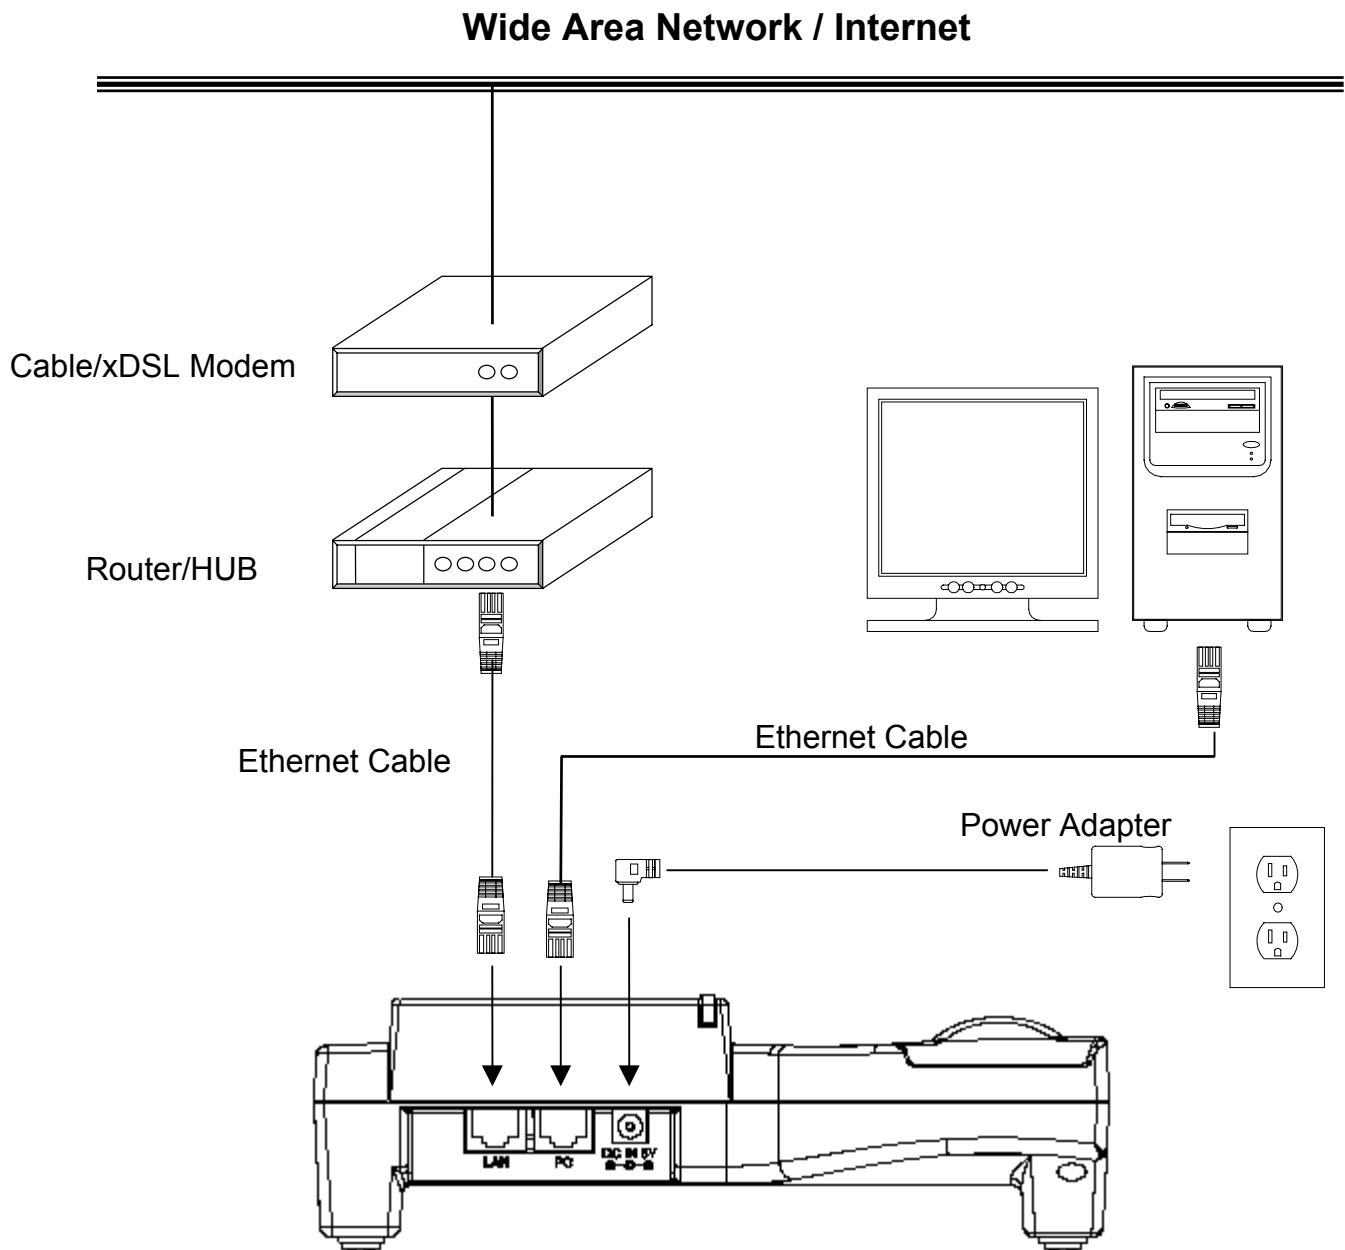 Wide Area Network / Internet
Cable/xDSL Modem
Router/HUB
Ethernet Cable
Ethernet Cable
Power Adapter
LAN
PC
DC IN 5V